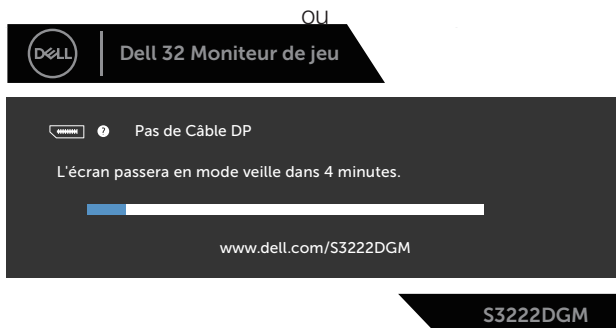 ou
DELL
Dell 32 Moniteur de jeu
? Pas de Câble DP
L'écran passera en mode veille dans 4 minutes.
www.dell.com/S3222DGM
S3222DGM